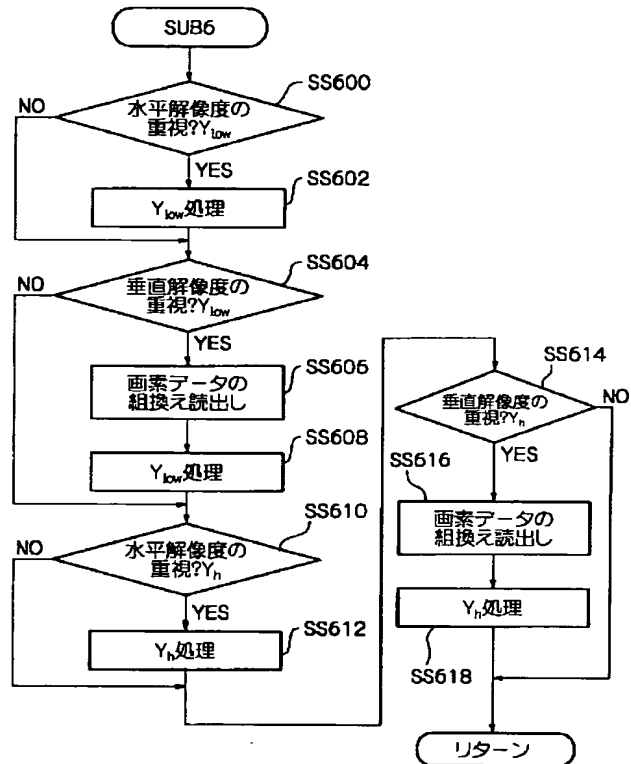 SUB6
SS600
水平解像度の
重視?Ylow
NO
YES
SS602
Ylow処理
SS604
垂直解像度の
重視?Ylow
NO
YES
SS606
画素データの
組換え読出し
SS608
Ylow処理
SS610
水平解像度の
重視?Yh
NO
YES
SS612
Yh処理
SS614
垂直解像度の
重視?Yh
NO
YES
SS616
画素データの
組換え読出し
Yh処理
SS618
リターン